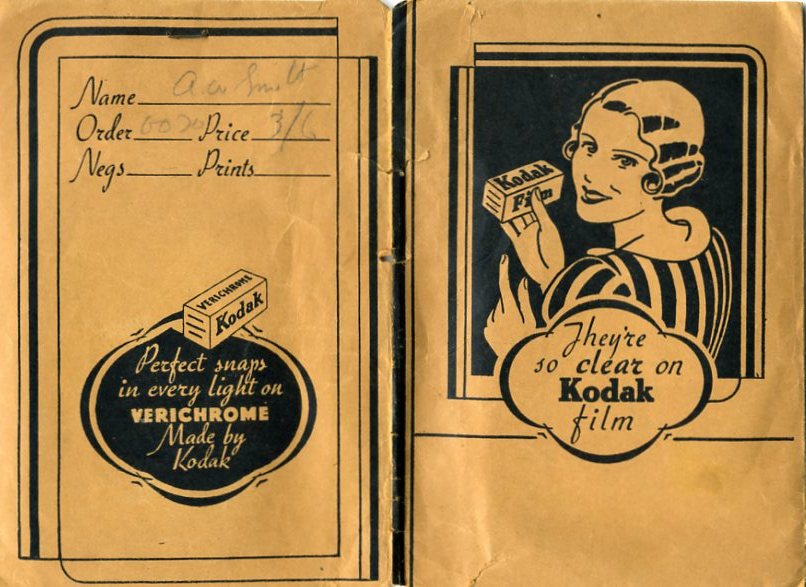 Name
Order Price 3/6
Negs Prints
VERICHROME
Kodak
Perfect snaps
in every light on
VERICHROME
Made by
Kodak
Kodak
Film
They're
so clear on
Kodak
film